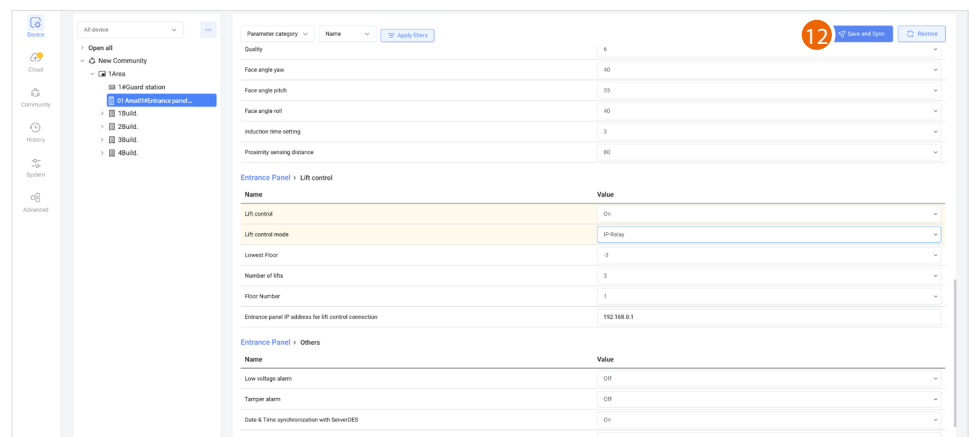 Device
Cloud
Community
History
System
Advanced
All device
Open all
New Community
1Area
1#Guard station
01 Area01#Entrance panel...
1Build.
2Build.
3Build.
4Build.
Parameter category
Name
Apply filters
12
Save and Sync
Restore
Quality 6
Face angle yaw 40
Face angle pitch 35
Face angle roll 40
induction time setting 3
Proximity sensing distance 80
Entrance Panel > Lift control
Name Value
Lift control On
Lift control mode IP-Relay
Lowest Floor -3
Number of lifts 3
Floor Number 1
Entrance panel IP address for lift control connection 192.168.0.1
Entrance Panel > Others
Name Value
Low voltage alarm Off
Tamper alarm Off
Date & Time synchronization with ServerDES On